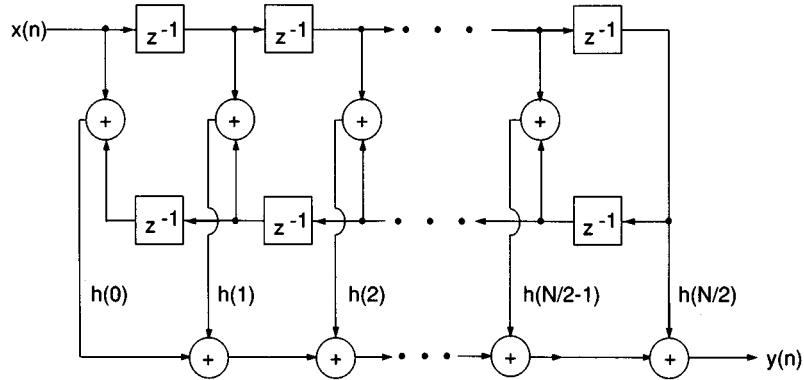 x(n)
z⁻¹ z⁻¹ z⁻¹
+ + + +
z⁻¹ z⁻¹ z⁻¹
h(0) h(1) h(2) h(N/2-1) h(N/2)
+ + + + y(n)